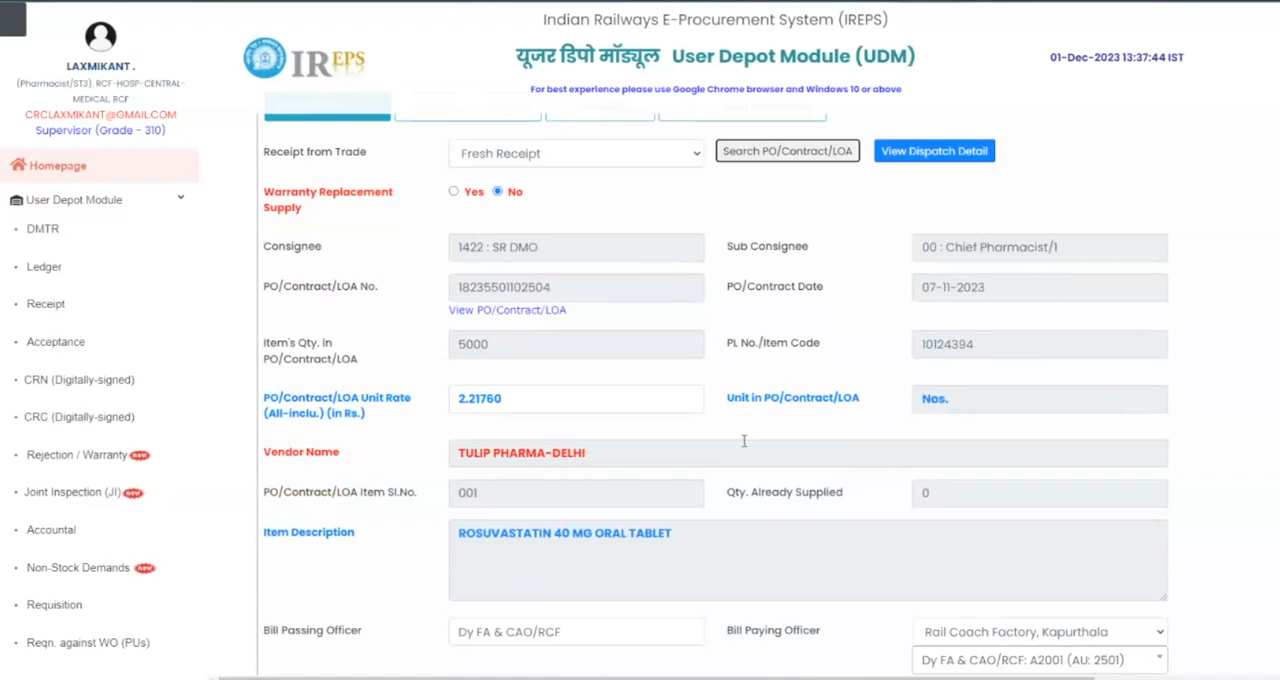 Indian Railways E-Procurement System (IREPS)
IREPS
यूजर डिपो मॉड्यूल User Depot Module (UDM)
01-Dec-2023 13:37:44 IST
For best experience please use Google Chrome browser and Windows 10 or above
LAXMIKANT .
(Pharmacist/ST3), RCF-HOSP-CENTRAL-
MEDICAL, RCF
CRCLAXMIKANT@GMAIL.COM
Supervisor (Grade - 310)
Homepage
User Depot Module
• DMTR
• Ledger
• Receipt
• Acceptance
• CRN (Digitally-signed)
• CRC (Digitally-signed)
• Rejection / Warranty new
• Joint Inspection (JI) new
• Accountal
• Non-Stock Demands new
• Requisition
• Reqn. against WO (PUs)
Receipt from Trade Fresh Receipt Search PO/Contract/LOA View Dispatch Detail
Warranty Replacement
Supply
Yes No
Consignee 1422 : SR DMO Sub Consignee 00 : Chief Pharmacist/1
PO/Contract/LOA No. 18235501102504 PO/Contract Date 07-11-2023
View PO/Contract/LOA
Item's Qty. in
PO/Contract/LOA
5000 PL No./Item Code 10124394
PO/Contract/LOA Unit Rate
(All-inclu.) (in Rs.)
2.21760 Unit in PO/Contract/LOA Nos.
Vendor Name TULIP PHARMA-DELHI
PO/Contract/LOA Item Sl.No. 001 Qty. Already Supplied 0
Item Description ROSUVASTATIN 40 MG ORAL TABLET
Bill Passing Officer Dy FA & CAO/RCF Bill Paying Officer Rail Coach Factory, Kapurthala
Dy FA & CAO/RCF: A2001 (AU: 2501)